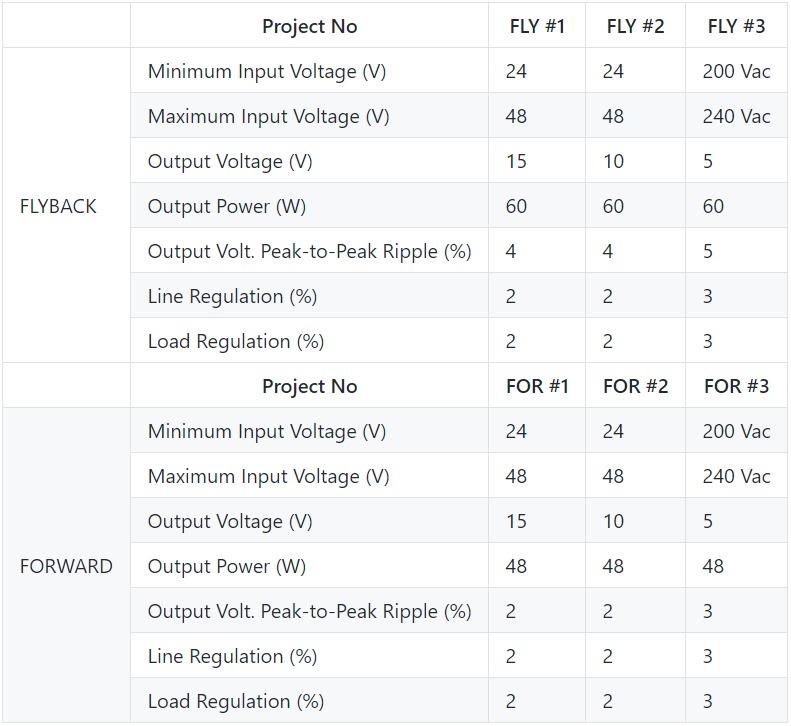 Project No FLY #1 FLY #2 FLY #3
Minimum Input Voltage (V) 24 24 200 Vac
Maximum Input Voltage (V) 48 48 240 Vac
Output Voltage (V) 15 10 5
FLYBACK Output Power (W) 60 60 60
Output Volt. Peak-to-Peak Ripple (%) 4 4 5
Line Regulation (%) 2 2 3
Load Regulation (%) 2 2 3
Project No FOR #1 FOR #2 FOR #3
Minimum Input Voltage (V) 24 24 200 Vac
Maximum Input Voltage (V) 48 48 240 Vac
Output Voltage (V) 15 10 5
FORWARD Output Power (W) 48 48 48
Output Volt. Peak-to-Peak Ripple (%) 2 2 3
Line Regulation (%) 2 2 3
Load Regulation (%) 2 2 3